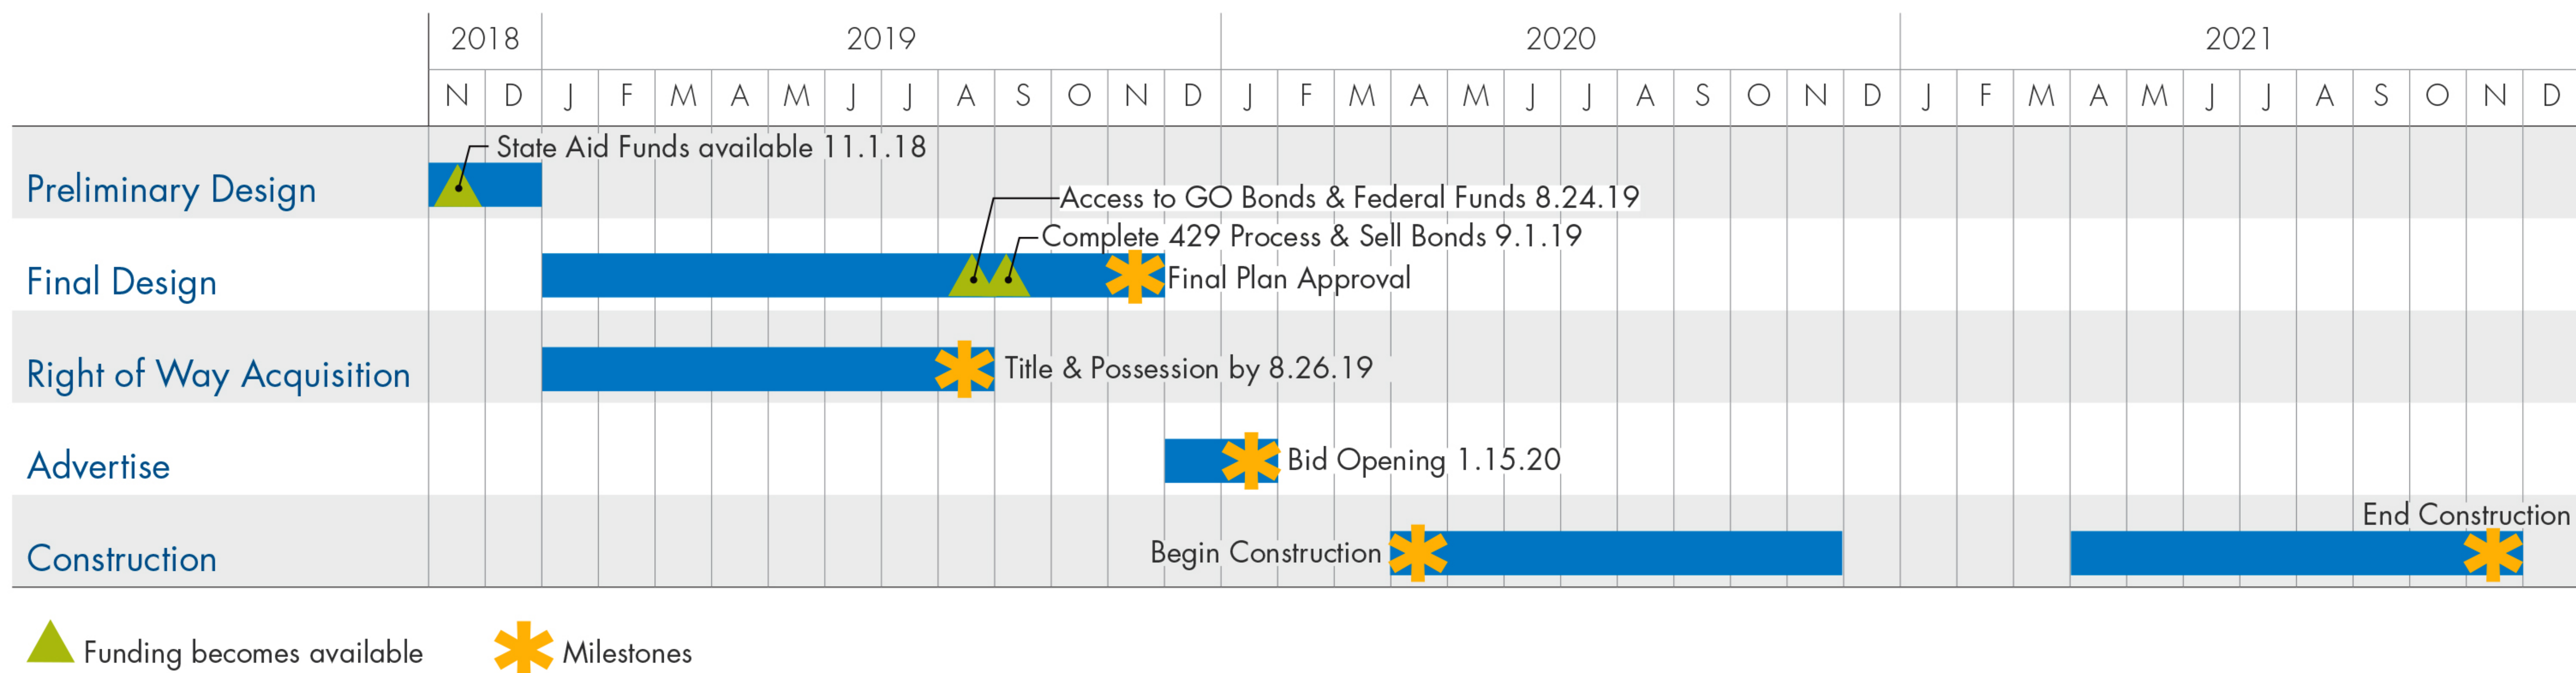 2018 2019 2020 2021
N D J F M A M J J A S O N D J F M A M J J A S O N D J F M A M J J A S O N D
State Aid Funds available 11.1.18
Preliminary Design
Access to GO Bonds & Federal Funds 8.24.19
Complete 429 Process & Sell Bonds 9.1.19
Final Design Final Plan Approval
Right of Way Acquisition Title & Possession by 8.26.19
Advertise Bid Opening 1.15.20
End Construction
Construction Begin Construction
Funding becomes available Milestones